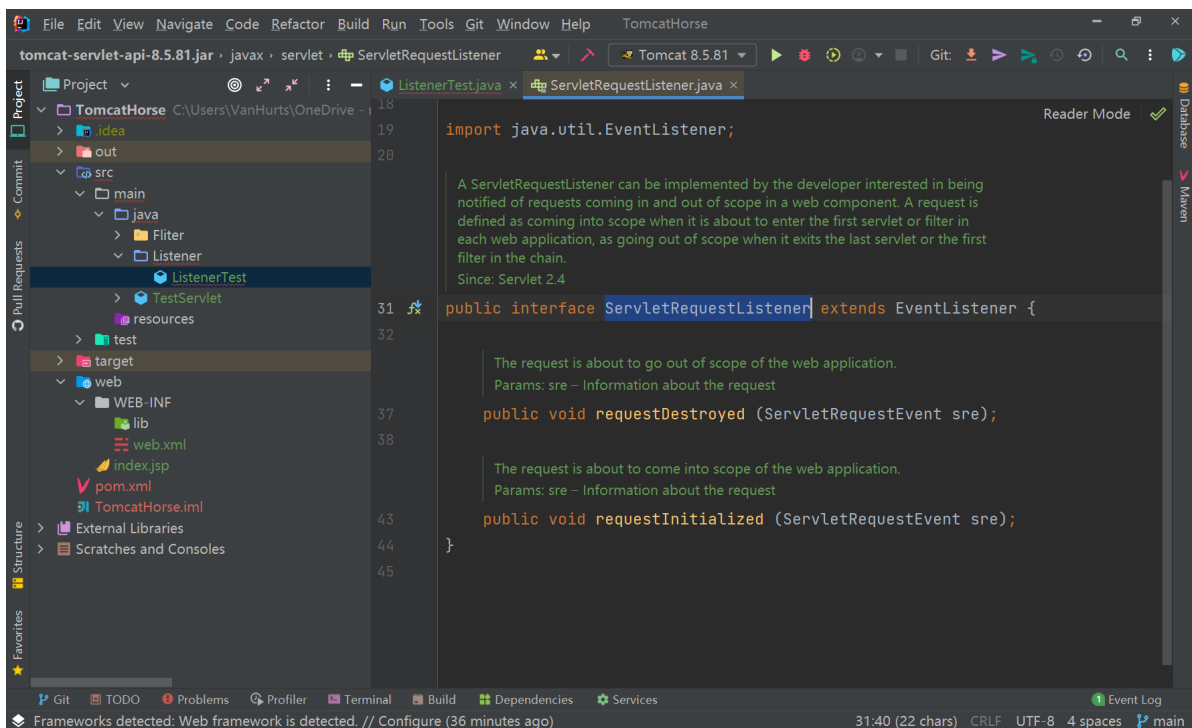 File Edit View Navigate Code Refactor Build Run Tools Git Window Help TomcatHorse
tomcat-servlet-api-8.5.81.jar › javax › servlet › ServletRequestListener Tomcat 8.5.81 Git:
Project
Project
TomcatHorse C:\Users\VanHurts\OneDrive -
.idea
out
src
main
java
Fliter
Listener
ListenerTest
TestServlet
resources
test
target
web
WEB-INF
lib
web.xml
index.jsp
pom.xml
TomcatHorse.iml
External Libraries
Scratches and Consoles
Commit
Pull Requests
Structure
Favorites
ListenerTest.java × ServletRequestListener.java ×
Reader Mode
18
19 import java.util.EventListener;
20
A ServletRequestListener can be implemented by the developer interested in being
notified of requests coming in and out of scope in a web component. A request is
defined as coming into scope when it is about to enter the first servlet or filter in
each web application, as going out of scope when it exits the last servlet or the first
filter in the chain.
Since: Servlet 2.4
31 public interface ServletRequestListener extends EventListener {
32
The request is about to go out of scope of the web application.
Params: sre – Information about the request
37 public void requestDestroyed (ServletRequestEvent sre);
38
The request is about to come into scope of the web application.
Params: sre – Information about the request
43 public void requestInitialized (ServletRequestEvent sre);
44 }
45
Database
Maven
Git TODO Problems Profiler Terminal Build Dependencies Services 1 Event Log
Frameworks detected: Web framework is detected. // Configure (36 minutes ago) 31:40 (22 chars) CRLF UTF-8 4 spaces main